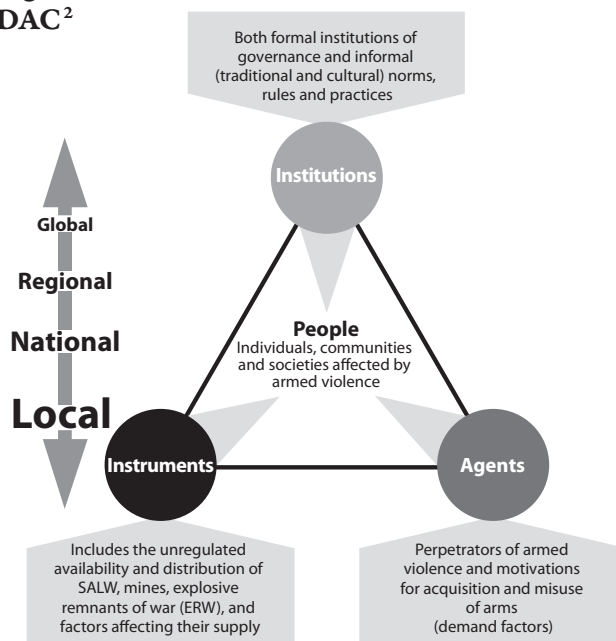 DAC²
Both formal institutions of
governance and informal
(traditional and cultural) norms,
rules and practices
Institutions
Global
Regional
National
Local
People
Individuals, communities
and societies affected by
armed violence
Instruments
Agents
Includes the unregulated
availability and distribution of
SALW, mines, explosive
remnants of war (ERW), and
factors affecting their supply
Perpetrators of armed
violence and motivations
for acquisition and misuse
of arms
(demand factors)